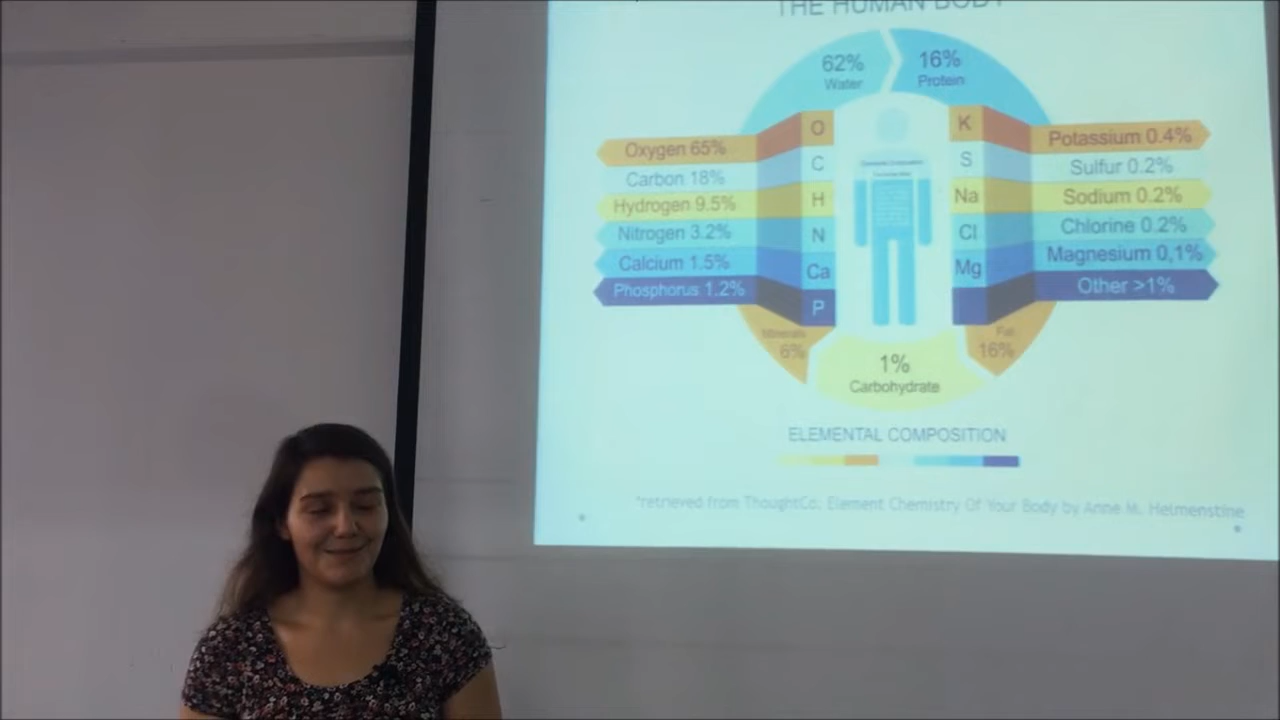 THE HUMAN BODY
62%
Water
16%
Protein
O
C
H
N
Ca
P
Oxygen 65%
Carbon 18%
Hydrogen 9.5%
Nitrogen 3.2%
Calcium 1.5%
Phosphorus 1.2%
K
S
Na
Cl
Mg
Potassium 0.4%
Sulfur 0.2%
Sodium 0.2%
Chlorine 0.2%
Magnesium 0,1%
Other >1%
Minerals
6%
Fat
16%
1%
Carbohydrate
ELEMENTAL COMPOSITION
*retrieved from ThoughtCo. Element Chemistry Of Your Body by Anne M. Helmenstine